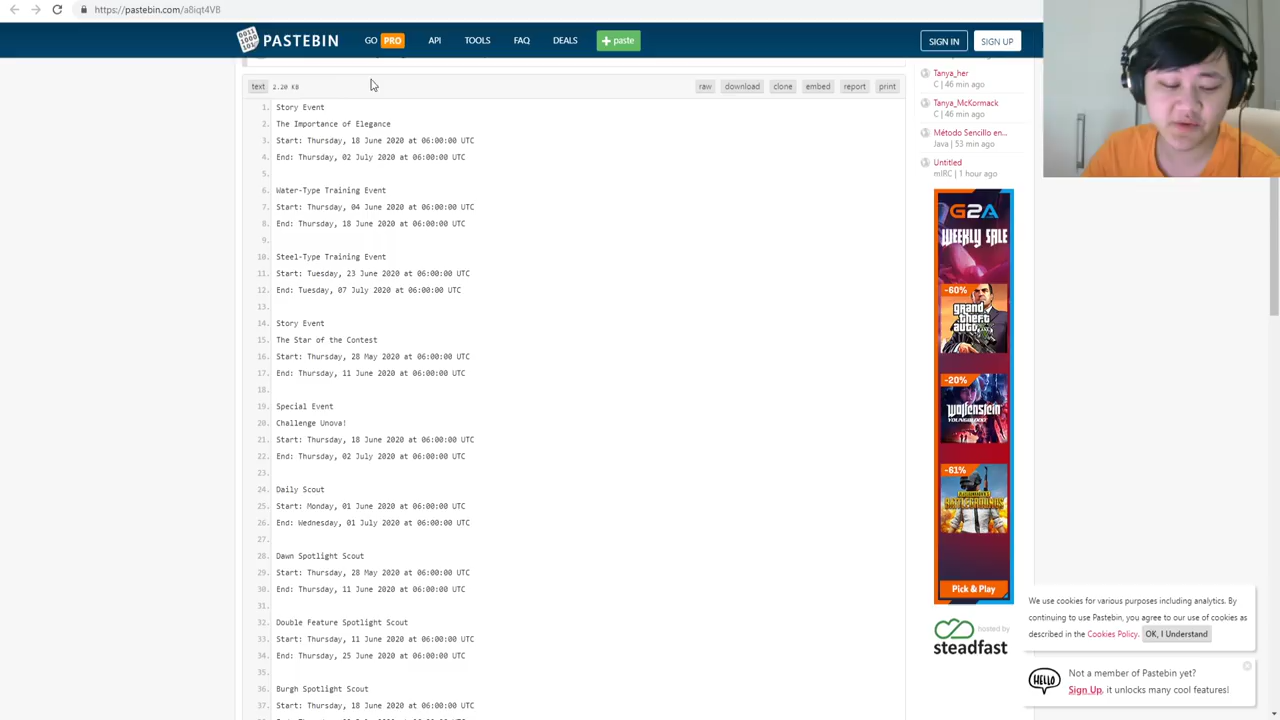 https://pastebin.com/a8iqt4VB
PASTEBIN
GO PRO API TOOLS FAQ DEALS + paste
SIGN IN SIGN UP
text 2.20 KB
raw download clone embed report print
1. Story Event
2. The Importance of Elegance
3. Start: Thursday, 18 June 2020 at 06:00:00 UTC
4. End: Thursday, 02 July 2020 at 06:00:00 UTC
5.
6. Water-Type Training Event
7. Start: Thursday, 04 June 2020 at 06:00:00 UTC
8. End: Thursday, 18 June 2020 at 06:00:00 UTC
9.
10. Steel-Type Training Event
11. Start: Tuesday, 23 June 2020 at 06:00:00 UTC
12. End: Tuesday, 07 July 2020 at 06:00:00 UTC
13.
14. Story Event
15. The Star of the Contest
16. Start: Thursday, 28 May 2020 at 06:00:00 UTC
17. End: Thursday, 11 June 2020 at 06:00:00 UTC
18.
19. Special Event
20. Challenge Unova!
21. Start: Thursday, 18 June 2020 at 06:00:00 UTC
22. End: Thursday, 02 July 2020 at 06:00:00 UTC
23.
24. Daily Scout
25. Start: Monday, 01 June 2020 at 06:00:00 UTC
26. End: Wednesday, 01 July 2020 at 06:00:00 UTC
27.
28. Dawn Spotlight Scout
29. Start: Thursday, 28 May 2020 at 06:00:00 UTC
30. End: Thursday, 11 June 2020 at 06:00:00 UTC
31.
32. Double Feature Spotlight Scout
33. Start: Thursday, 11 June 2020 at 06:00:00 UTC
34. End: Thursday, 25 June 2020 at 06:00:00 UTC
35.
36. Burgh Spotlight Scout
Tanya_her
C | 46 min ago
Tanya_McKormack
C | 46 min ago
Método Sencillo en...
Java | 53 min ago
Untitled
mIRC | 1 hour ago
G2A
WEEKLY SALE
-60%
grand
theft
auto
-20%
Wolfenstein
YOUNGBLOOD
-61%
BATTLEGROUNDS
Pick & Play
hosted by
steadfast
We use cookies for various purposes including analytics. By
continuing to use Pastebin, you agree to our use of cookies as
described in the Cookies Policy. OK, I Understand
HELLO
Not a member of Pastebin yet?
Sign Up, it unlocks many cool features!